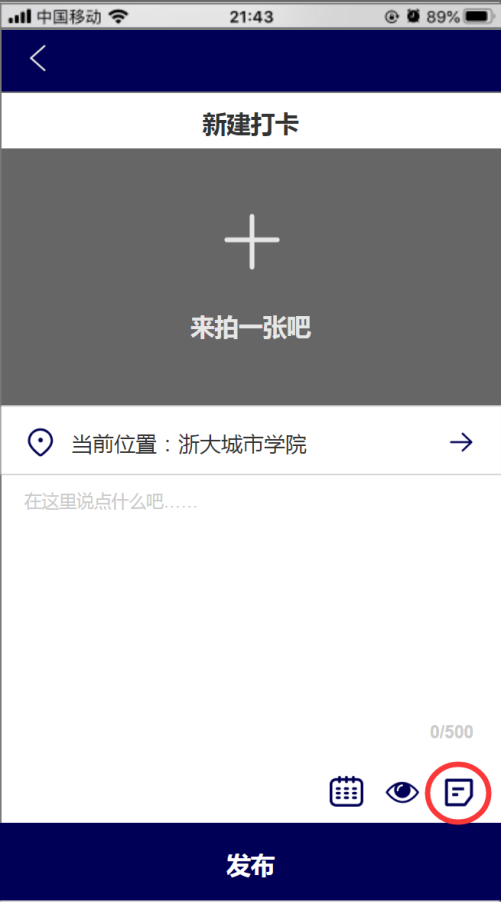 中国移动 21:43 89%
新建打卡
来拍一张吧
当前位置：浙大城市学院
在这里说点什么吧……
0/500
发布